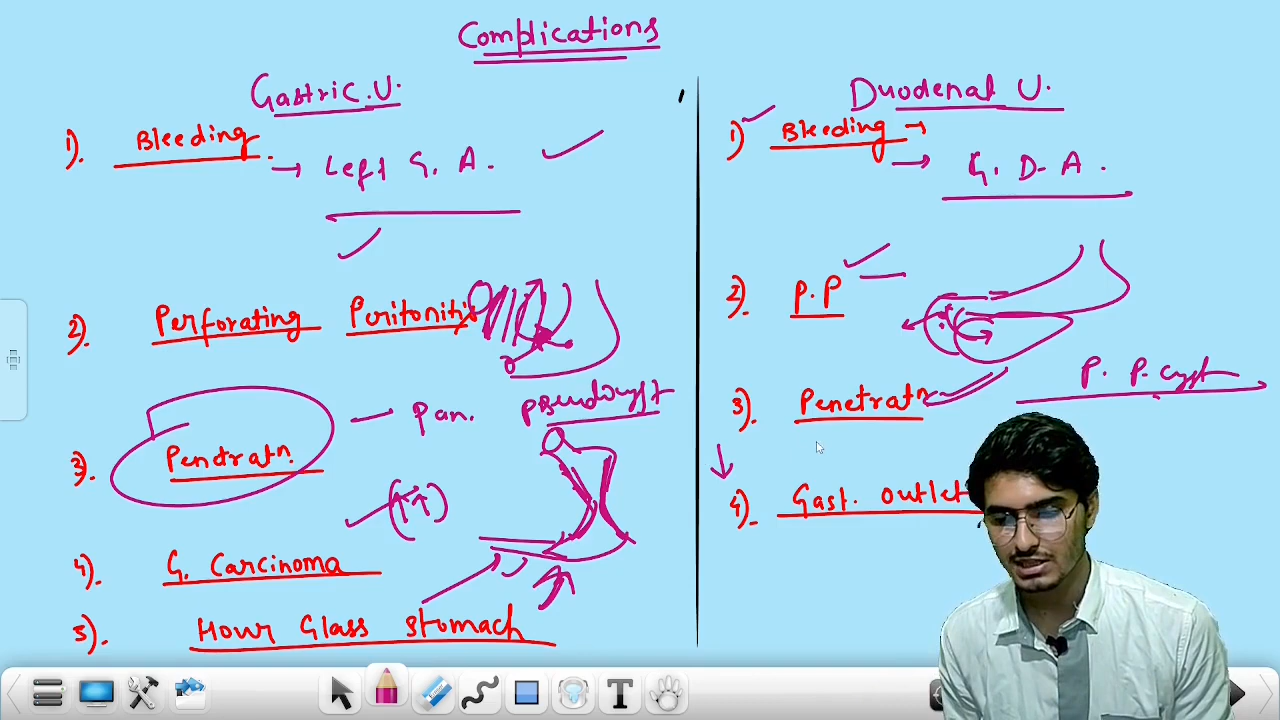 Complications
Gastric.U.
1). Bleeding
→ Left G. A.
2). Perforating Peritoniti
3). Penetratn.
Pan. Pseudocyst
(↑↑)
4). G. Carcinoma
5). Hour Glass stomach
Duodenal U.
1) Bleeding →
→ G. D. A.
2) P.P
3). Penetratn
P. P. cyst
4). Gast. outlet
T